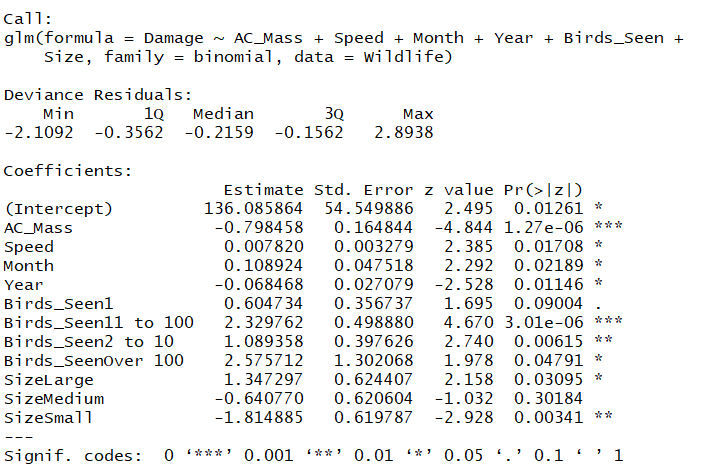 Call:
glm(formula = Damage ~ AC_Mass + Speed + Month + Year + Birds_Seen +
    Size, family = binomial, data = Wildlife)

Deviance Residuals:
    Min      1Q  Median      3Q     Max
-2.1092 -0.3562 -0.2159 -0.1562  2.8938

Coefficients:
                      Estimate Std. Error z value Pr(>|z|)
(Intercept)         136.085864  54.549886   2.495  0.01261 *
AC_Mass              -0.798458   0.164844  -4.844 1.27e-06 ***
Speed                 0.007820   0.003279   2.385  0.01708 *
Month                 0.108924   0.047518   2.292  0.02189 *
Year                 -0.068468   0.027079  -2.528  0.01146 *
Birds_Seen1           0.604734   0.356737   1.695  0.09004 .
Birds_Seen11 to 100   2.329762   0.498880   4.670 3.01e-06 ***
Birds_Seen2 to 10     1.089358   0.397626   2.740  0.00615 **
Birds_SeenOver 100    2.575712   1.302068   1.978  0.04791 *
SizeLarge             1.347297   0.624407   2.158  0.03095 *
SizeMedium           -0.640770   0.620604  -1.032  0.30184
SizeSmall            -1.814885   0.619787  -2.928  0.00341 **
---
Signif. codes:  0 ‘***’ 0.001 ‘**’ 0.01 ‘*’ 0.05 ‘.’ 0.1 ‘ ’ 1